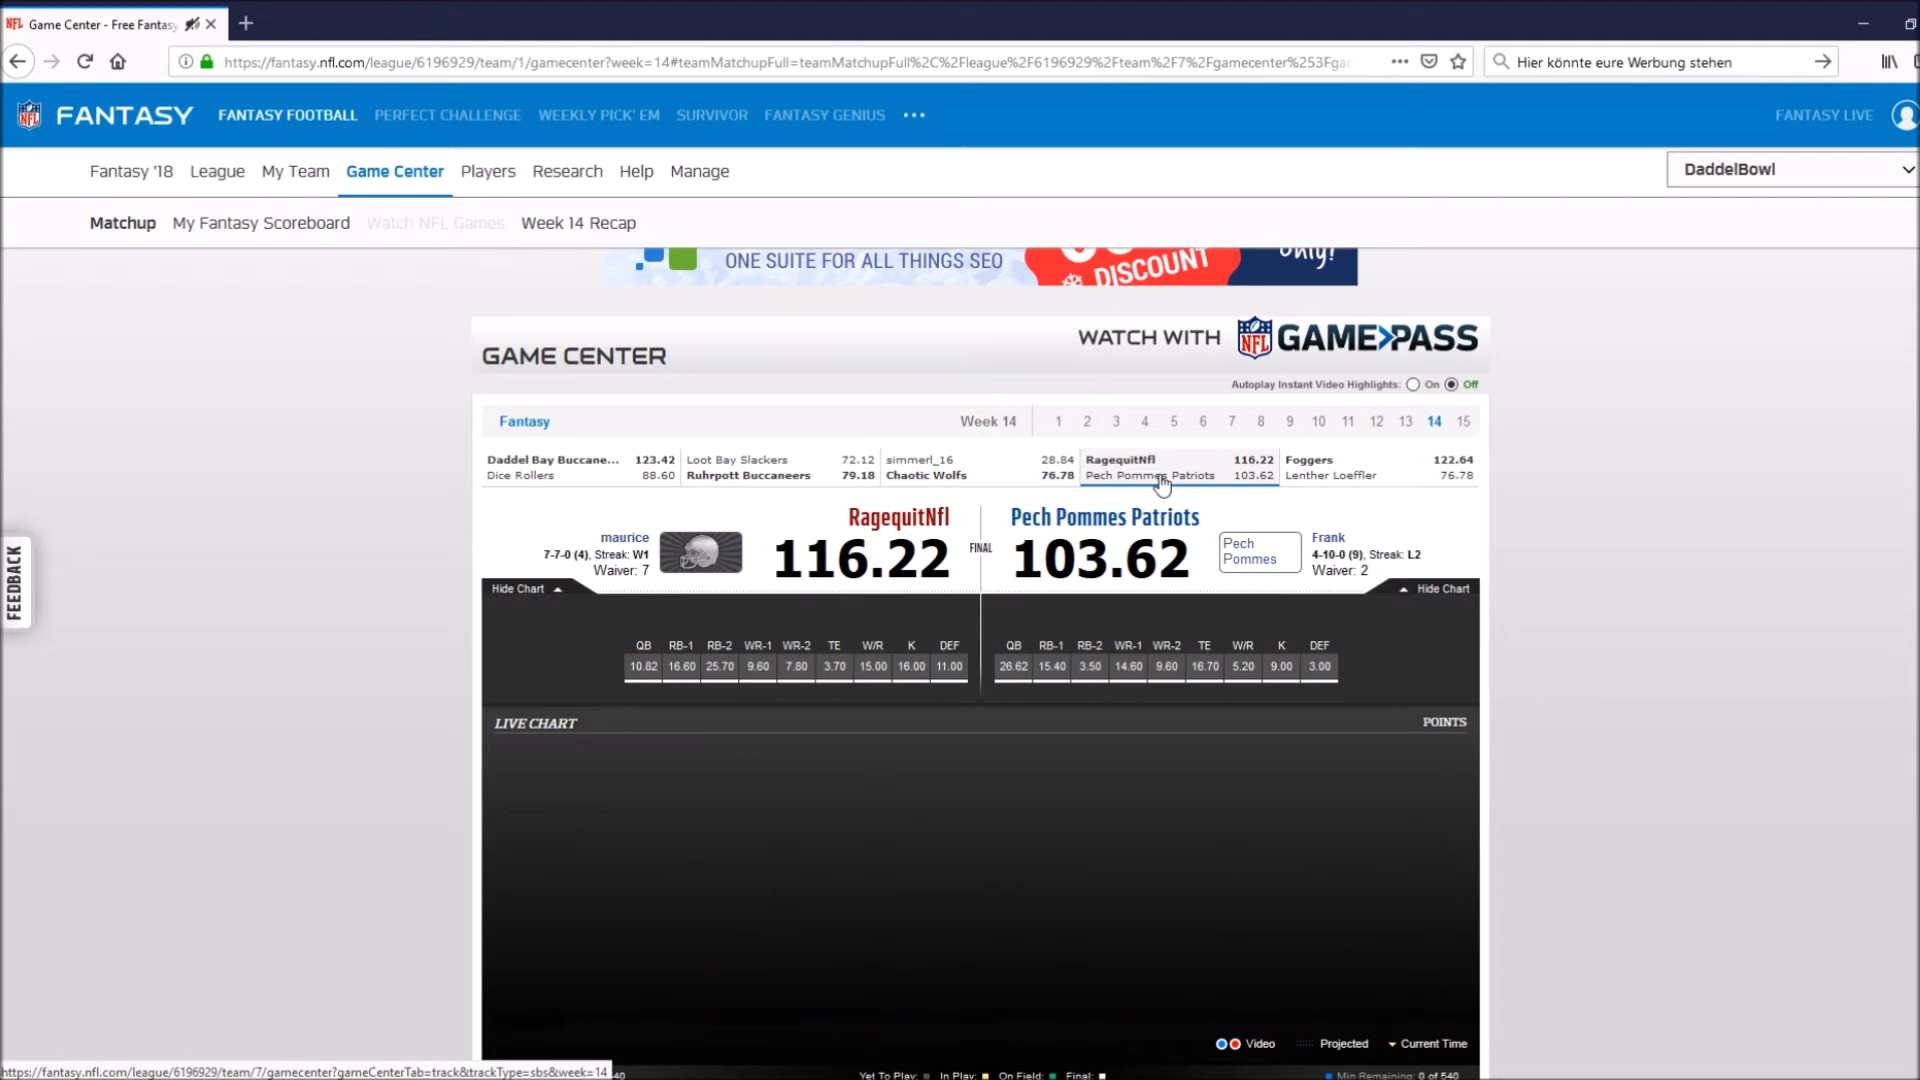 Game Center - Free Fantasy
https://fantasy.nfl.com/league/6196929/team/1/gamecenter?week=14#teamMatchupFull=teamMatchupFull%2C%2Fleague%2F6196929%2Fteam%2F7%2Fgamecenter%253Fga
Hier könnte eure Werbung stehen
NFL FANTASY FANTASY FOOTBALL PERFECT CHALLENGE WEEKLY PICK' EM SURVIVOR FANTASY GENIUS FANTASY LIVE
Fantasy '18 League My Team Game Center Players Research Help Manage DaddelBowl
Matchup My Fantasy Scoreboard Watch NFL Games Week 14 Recap
ONE SUITE FOR ALL THINGS SEO DISCOUNT only!
GAME CENTER WATCH WITH NFL GAMEPASS
Autoplay Instant Video Highlights: On Off
Fantasy Week 14 1 2 3 4 5 6 7 8 9 10 11 12 13 14 15
Daddel Bay Buccane... 123.42 Loot Bay Slackers 72.12 simmerl_16 28.84 RagequitNfl 116.22 Foggers 122.64
Dice Rollers 88.60 Ruhrpott Buccaneers 79.18 Chaotic Wolfs 76.78 Pech Pommes Patriots 103.62 Lenther Loeffler 76.78
RagequitNfl Pech Pommes Patriots
maurice 116.22 FINAL 103.62 Pech Pommes Frank
7-7-0 (4), Streak: W1 4-10-0 (9), Streak: L2
Waiver: 7 Waiver: 2
Hide Chart Hide Chart
QB RB-1 RB-2 WR-1 WR-2 TE W/R K DEF QB RB-1 RB-2 WR-1 WR-2 TE W/R K DEF
10.82 16.60 25.70 9.60 7.80 3.70 15.00 16.00 11.00 26.62 15.40 3.50 14.60 9.60 16.70 5.20 9.00 3.00
LIVE CHART POINTS
FEEDBACK
Video Projected Current Time
https://fantasy.nfl.com/league/6196929/team/7/gamecenter?gameCenterTab=track&trackType=sbs&week=14
40 Yet To Play: In Play: On Field: Final: Min Remaining: 0 of 540